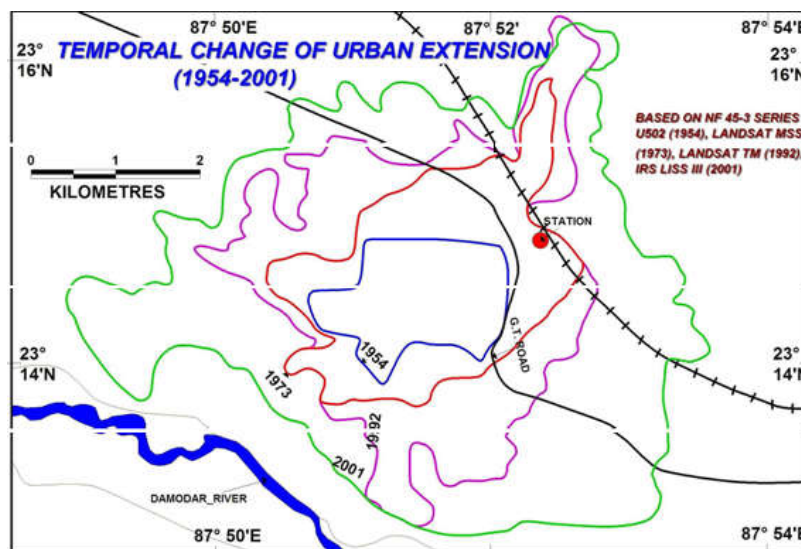 87° 50'E
87° 52'
87° 54'E
TEMPORAL CHANGE OF URBAN EXTENSION
(1954-2001)
23°
16'N
23°
16'N
BASED ON NF 45-3 SERIES
U502 (1954), LANDSAT MSS
(1973), LANDSAT TM (1992),
IRS LISS III (2001)
0 1 2
KILOMETRES
STATION
G.T. ROAD
1954
23°
14'N
23°
14'N
1973
1992
2001
DAMODAR_RIVER
87° 50'E
87° 52'
87° 54'E